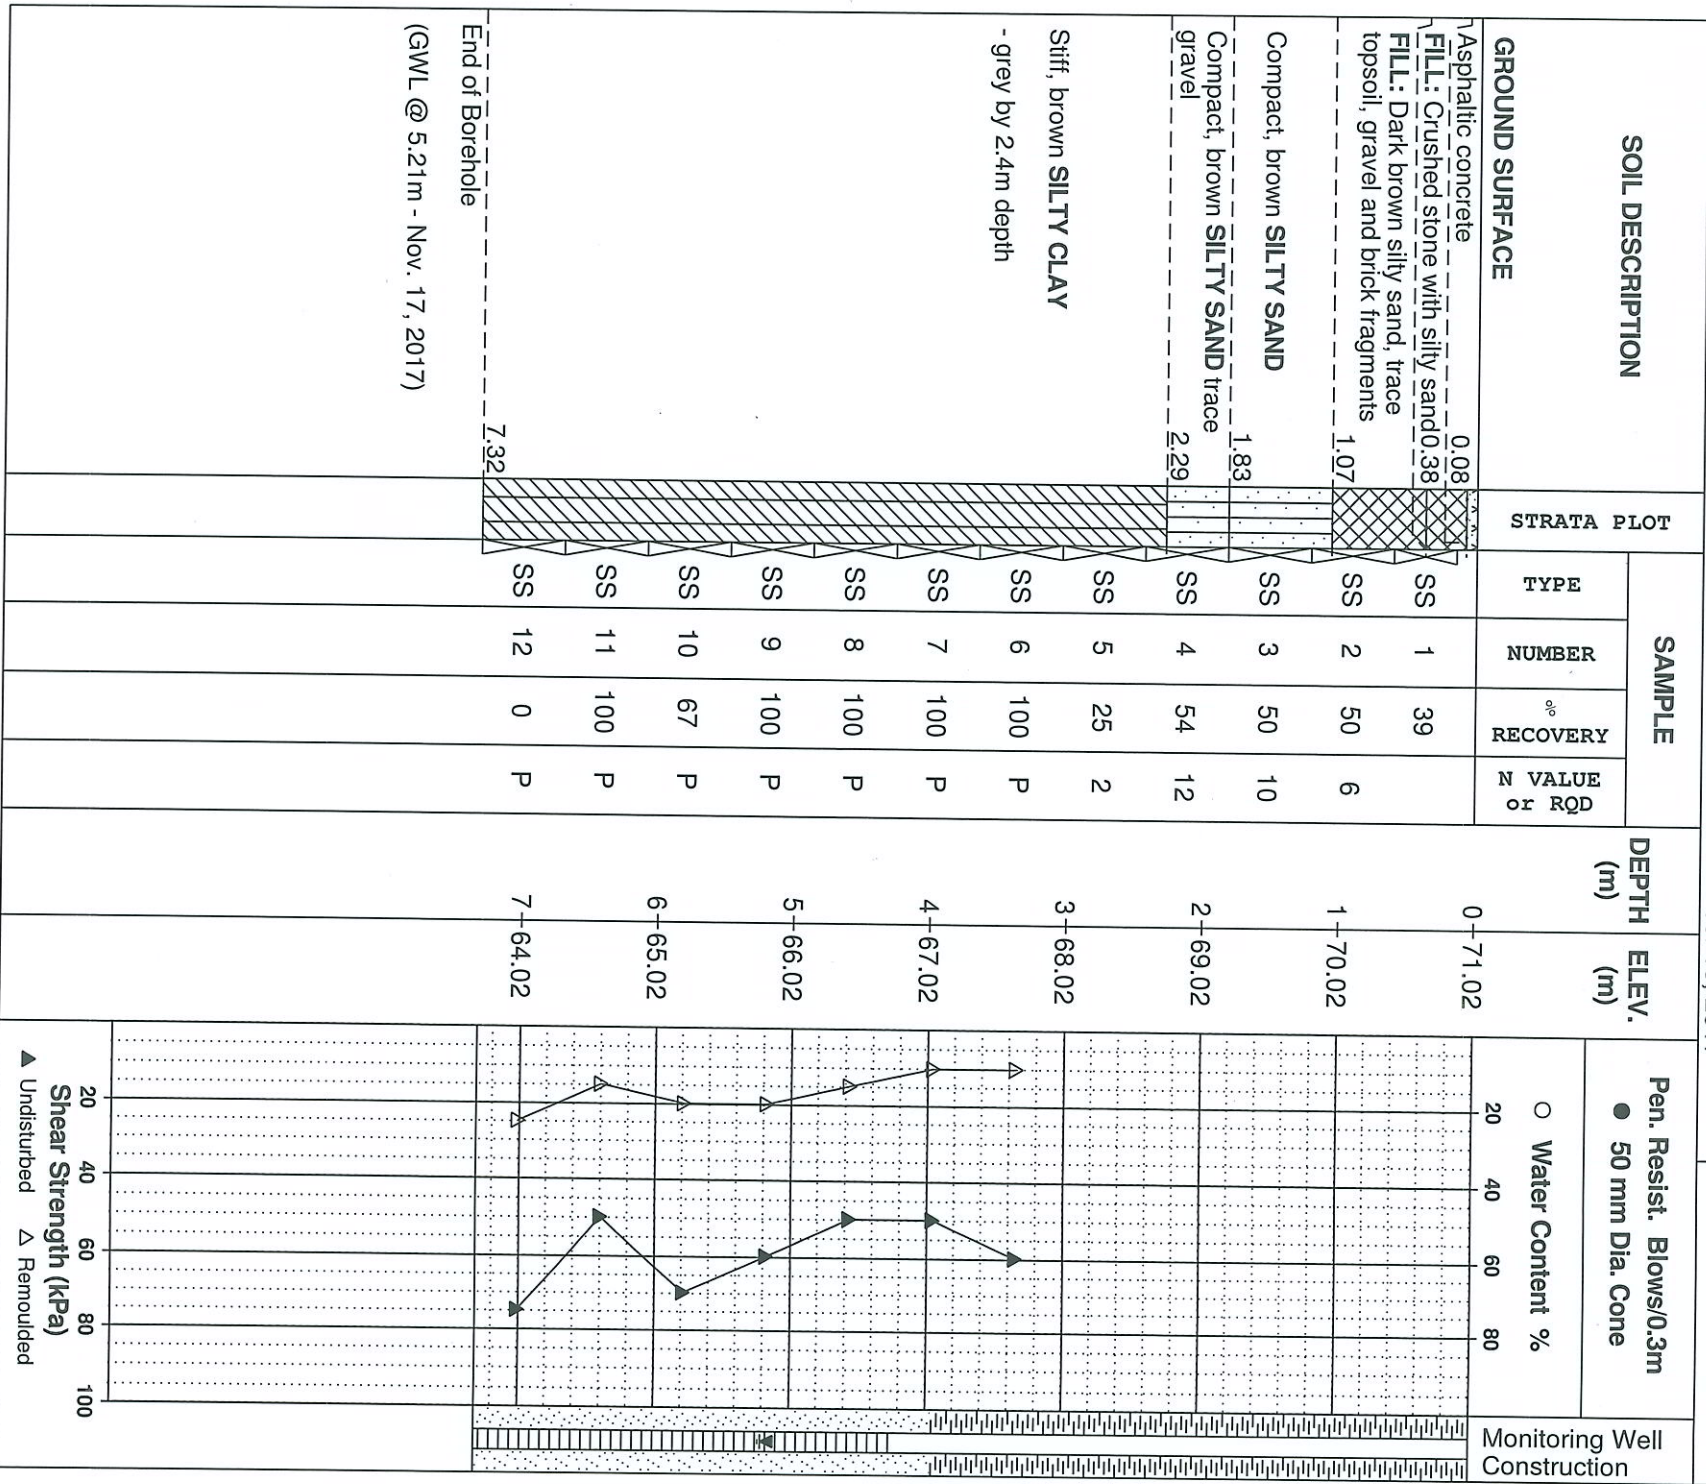 SOIL DESCRIPTION
GROUND SURFACE
Asphaltic concrete 0.08
FILL: Crushed stone with silty sand 0.38
FILL: Dark brown silty sand, trace
topsoil, gravel and brick fragments
1.07
Compact, brown SILTY SAND
1.83
Compact, brown SILTY SAND trace
gravel
2.29
Stiff, brown SILTY CLAY
- grey by 2.4m depth
7.32
End of Borehole
(GWL @ 5.21m - Nov. 17, 2017)
STRATA PLOT
SAMPLE
TYPE
NUMBER
%
RECOVERY
N VALUE
or RQD
SS 1 39
SS 2 50 6
SS 3 50 10
SS 4 54 12
SS 5 25 2
SS 6 100 P
SS 7 100 P
SS 8 100 P
SS 9 100 P
SS 10 67 P
SS 11 100 P
SS 12 0 P
DEPTH
(m)
ELEV.
(m)
0 71.02
1 70.02
2 69.02
3 68.02
4 67.02
5 66.02
6 65.02
7 64.02
Pen. Resist. Blows/0.3m
● 50 mm Dia. Cone
○ Water Content %
20 40 60 80
20 40 60 80 100
Shear Strength (kPa)
▲ Undisturbed △ Remoulded
Monitoring Well
Construction